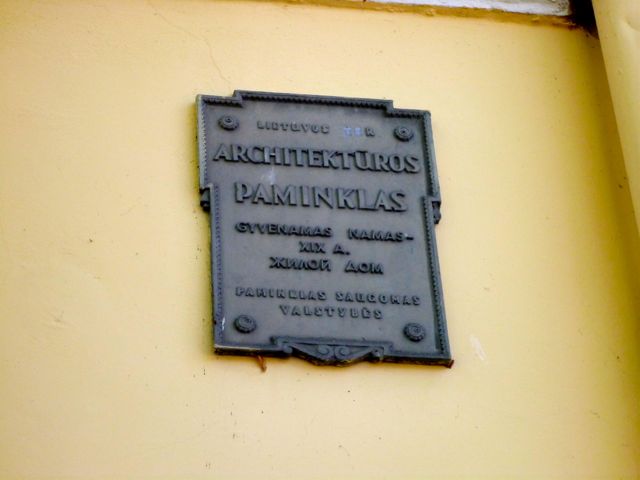 LIETUVOS TSR
ARCHITEKTŪROS
PAMINKLAS
GYVENAMAS NAMAS-
XIX A.
ЖИЛОЙ ДОМ
PAMINKLAS SAUGOMAS
VALSTYBĖS